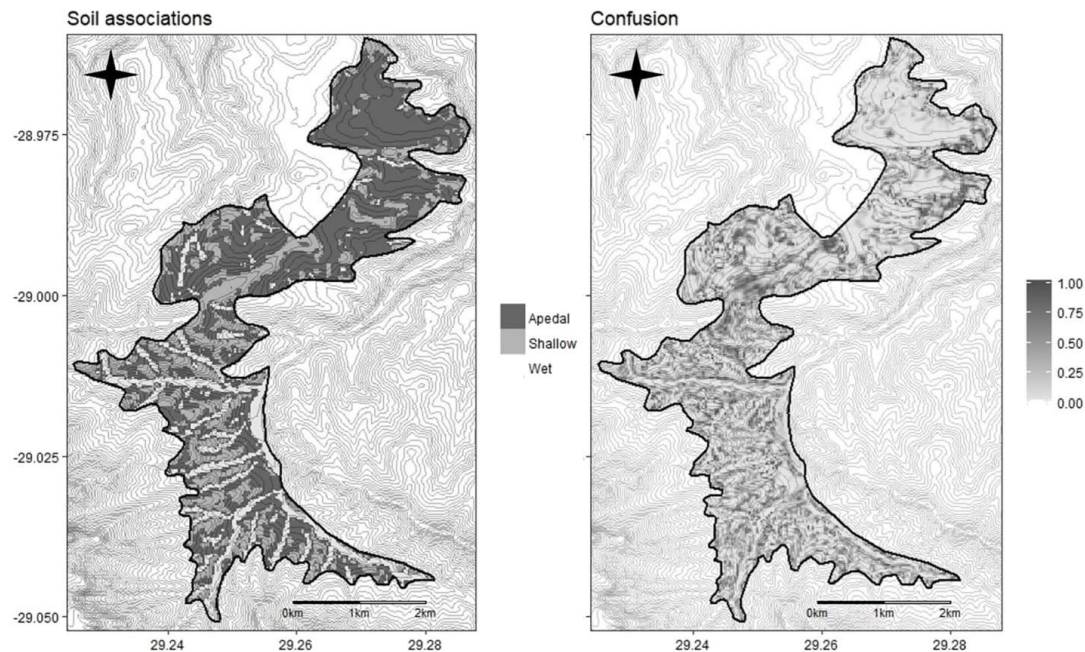 Soil associations
-28.975
-29.000
-29.025
-29.050
29.24
29.26
29.28
0km
1km
2km
Apedal
Shallow
Wet
Confusion
29.24
29.26
29.28
0km
1km
2km
1.00
0.75
0.50
0.25
0.00